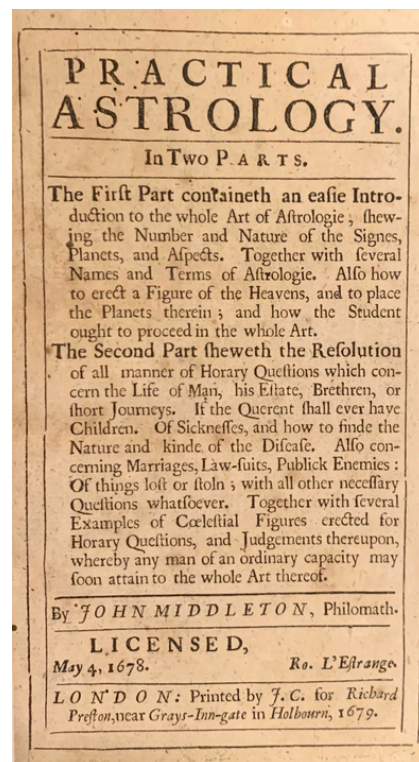 PRACTICAL
ASTROLOGY.
In Two PARTS.
The Firſt Part containeth an eaſie Intro-
duction to the whole Art of Aſtrologie, ſhew-
ing the Number and Nature of the Signes,
Planets, and Aſpects. Together with ſeveral
Names and Terms of Aſtrologie. Alſo how
to erect a Figure of the Heavens, and to place
the Planets therein; and how the Student
ought to proceed in the whole Art.
The Second Part ſheweth the Reſolution
of all manner of Horary Queſtions which con-
cern the Life of Man, his Eſtate, Brethren, or
ſhort Journeys. If the Querent ſhall ever have
Children. Of Sickneſſes, and how to finde the
Nature and kinde of the Diſeaſe. Alſo con-
cerning Marriages, Law-ſuits, Publick Enemies:
Of things loſt or ſtoln; with all other neceſſary
Queſtions whatſoever. Together with ſeveral
Examples of Cœleſtial Figures erected for
Horary Queſtions, and Judgements thereupon,
whereby any man of an ordinary capacity may
ſoon attain to the whole Art thereof.
By JOHN MIDDLETON, Philomath.
LICENSED,
May 4, 1678. Ro. L'Eſtrange.
LONDON: Printed by J. C. for Richard
Preſton, near Grays-Inn-gate in Holbourn, 1679.